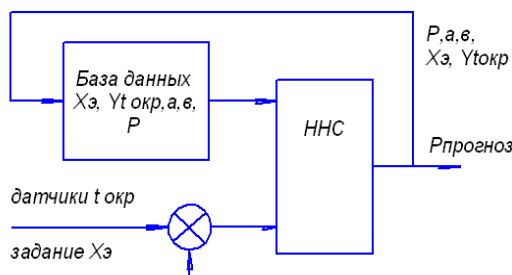 База данных
Хэ, Yt окр,а,в,
Р
ННС
Р,а,в,
Хэ, Ytокр
Рпрогноз
датчики t окр
задание Хэ